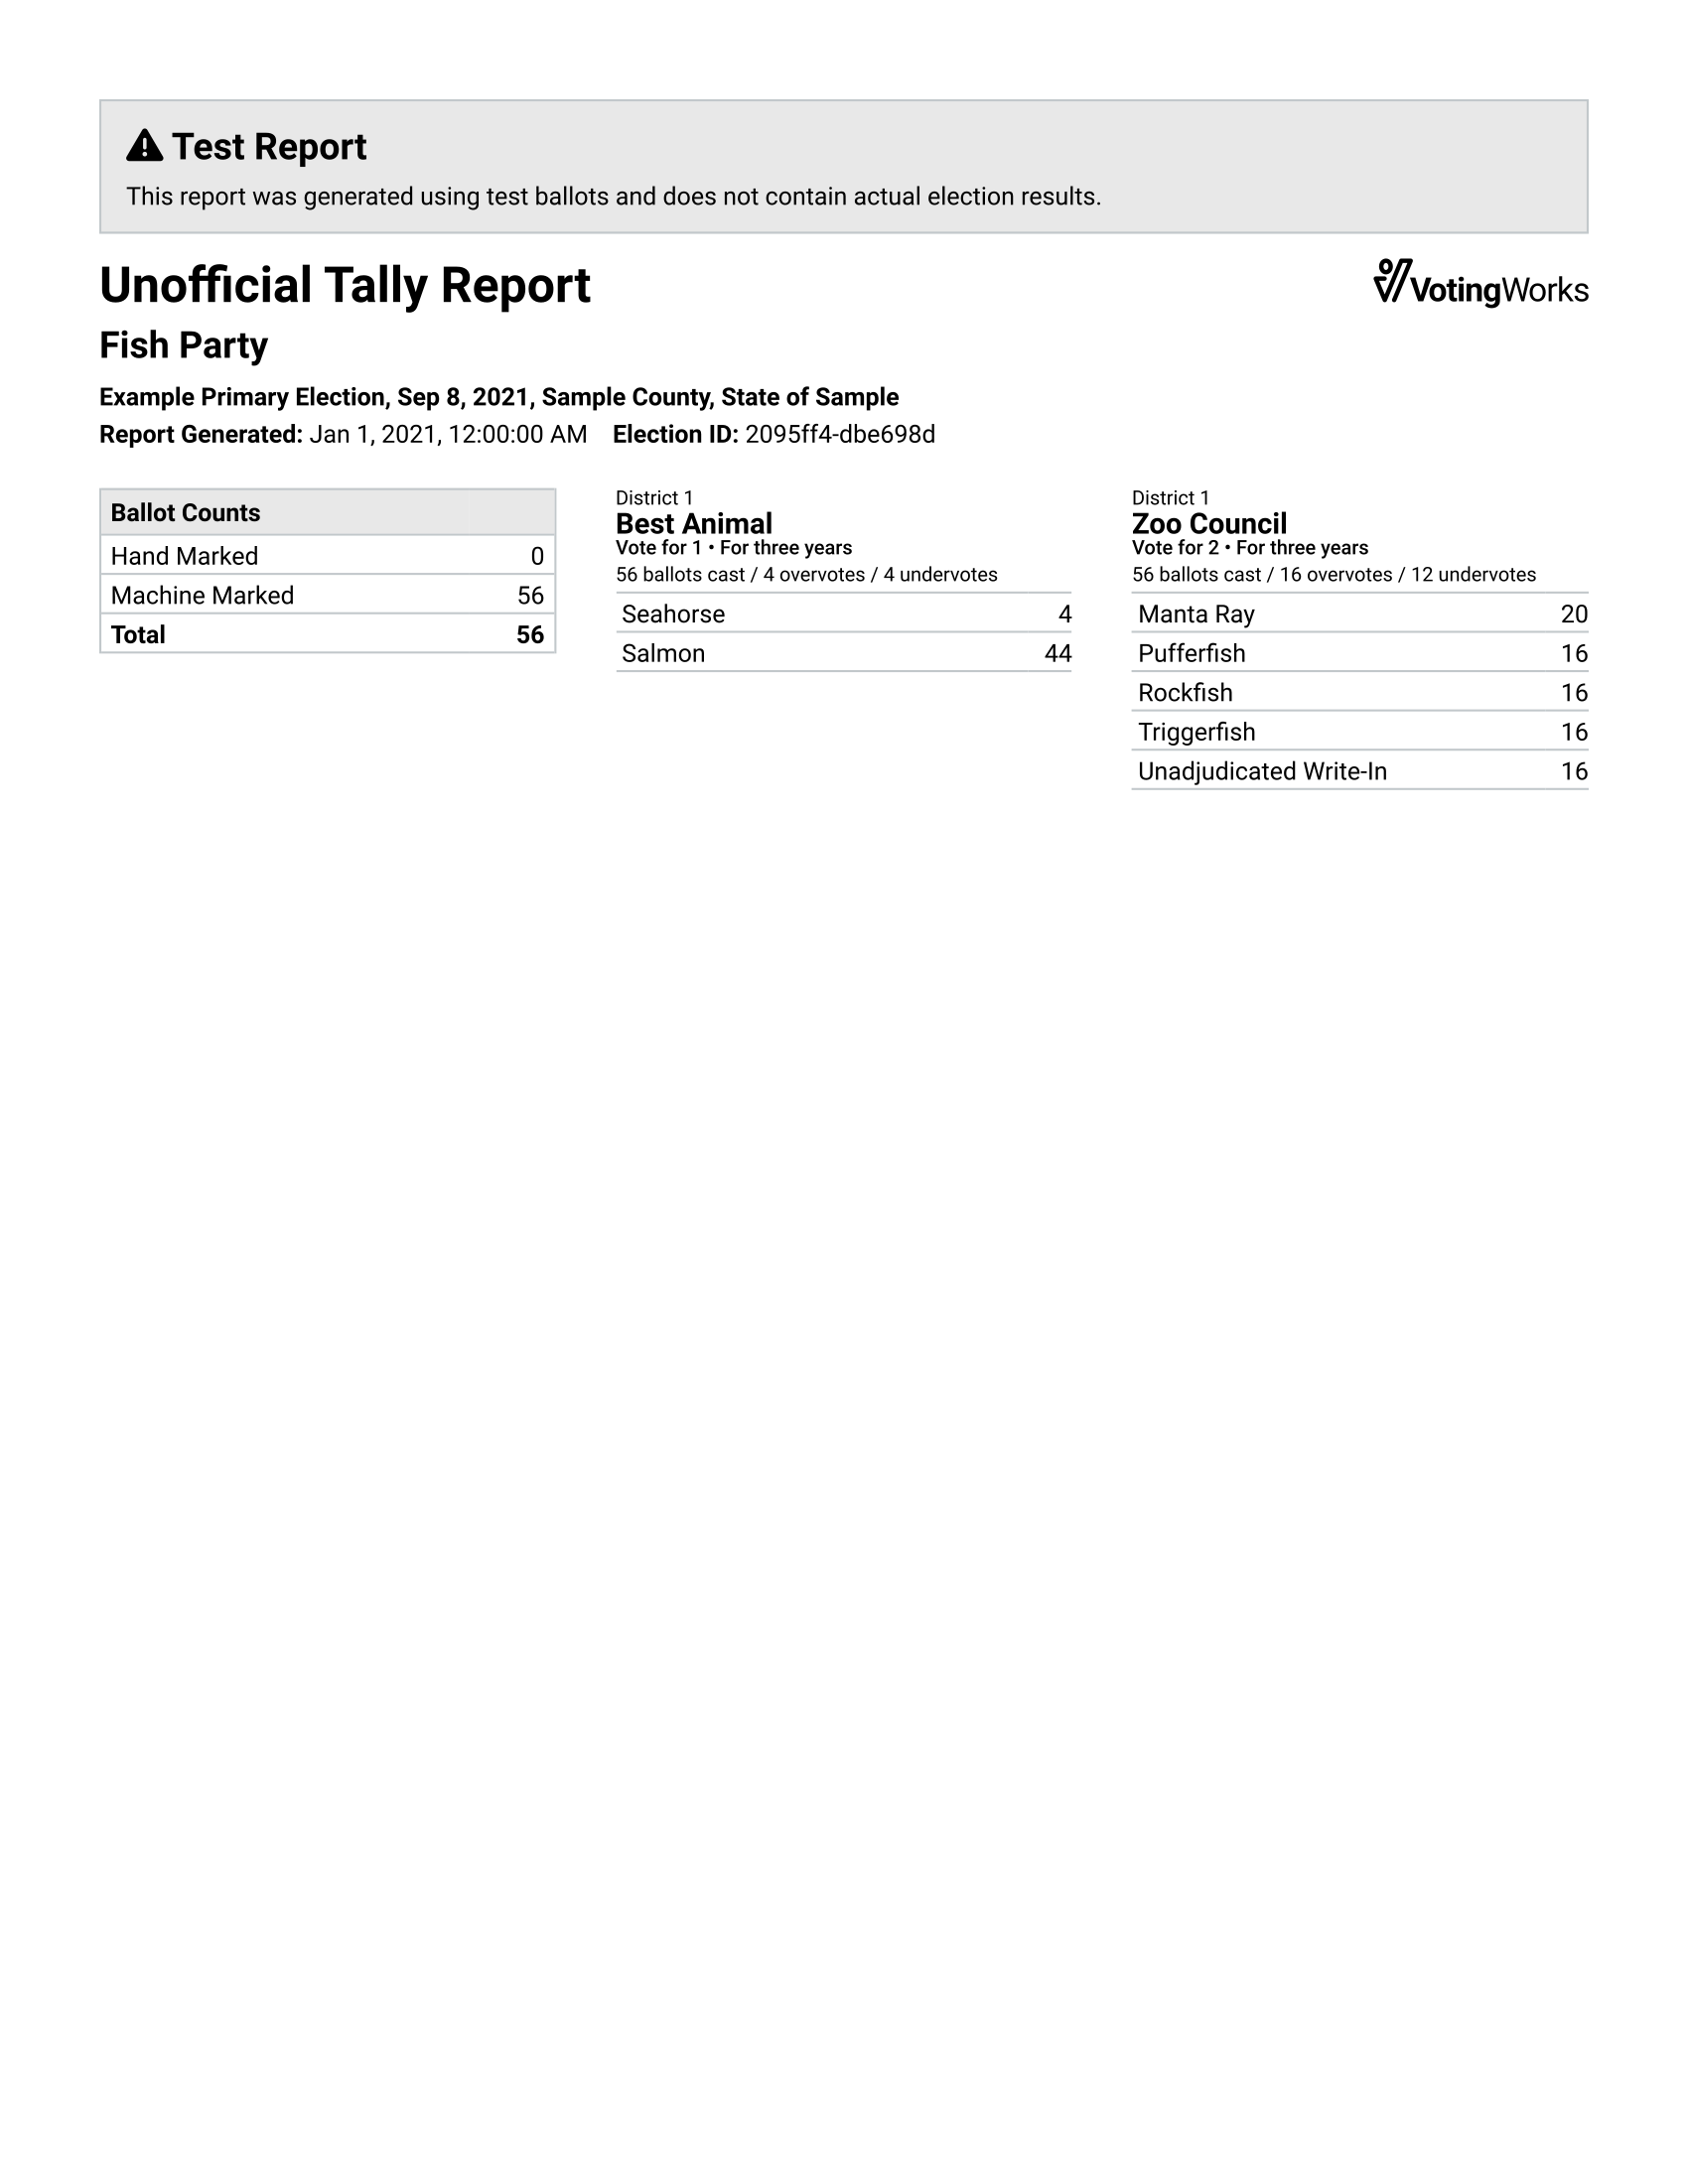 Test Report
This report was generated using test ballots and does not contain actual election results.
Unofficial Tally Report
VotingWorks
Fish Party
Example Primary Election, Sep 8, 2021, Sample County, State of Sample
Report Generated: Jan 1, 2021, 12:00:00 AM Election ID: 2095ff4-dbe698d
Ballot Counts
Hand Marked 0
Machine Marked 56
Total 56
District 1
Best Animal
Vote for 1 • For three years
56 ballots cast / 4 overvotes / 4 undervotes
Seahorse 4
Salmon 44
District 1
Zoo Council
Vote for 2 • For three years
56 ballots cast / 16 overvotes / 12 undervotes
Manta Ray 20
Pufferfish 16
Rockfish 16
Triggerfish 16
Unadjudicated Write-In 16